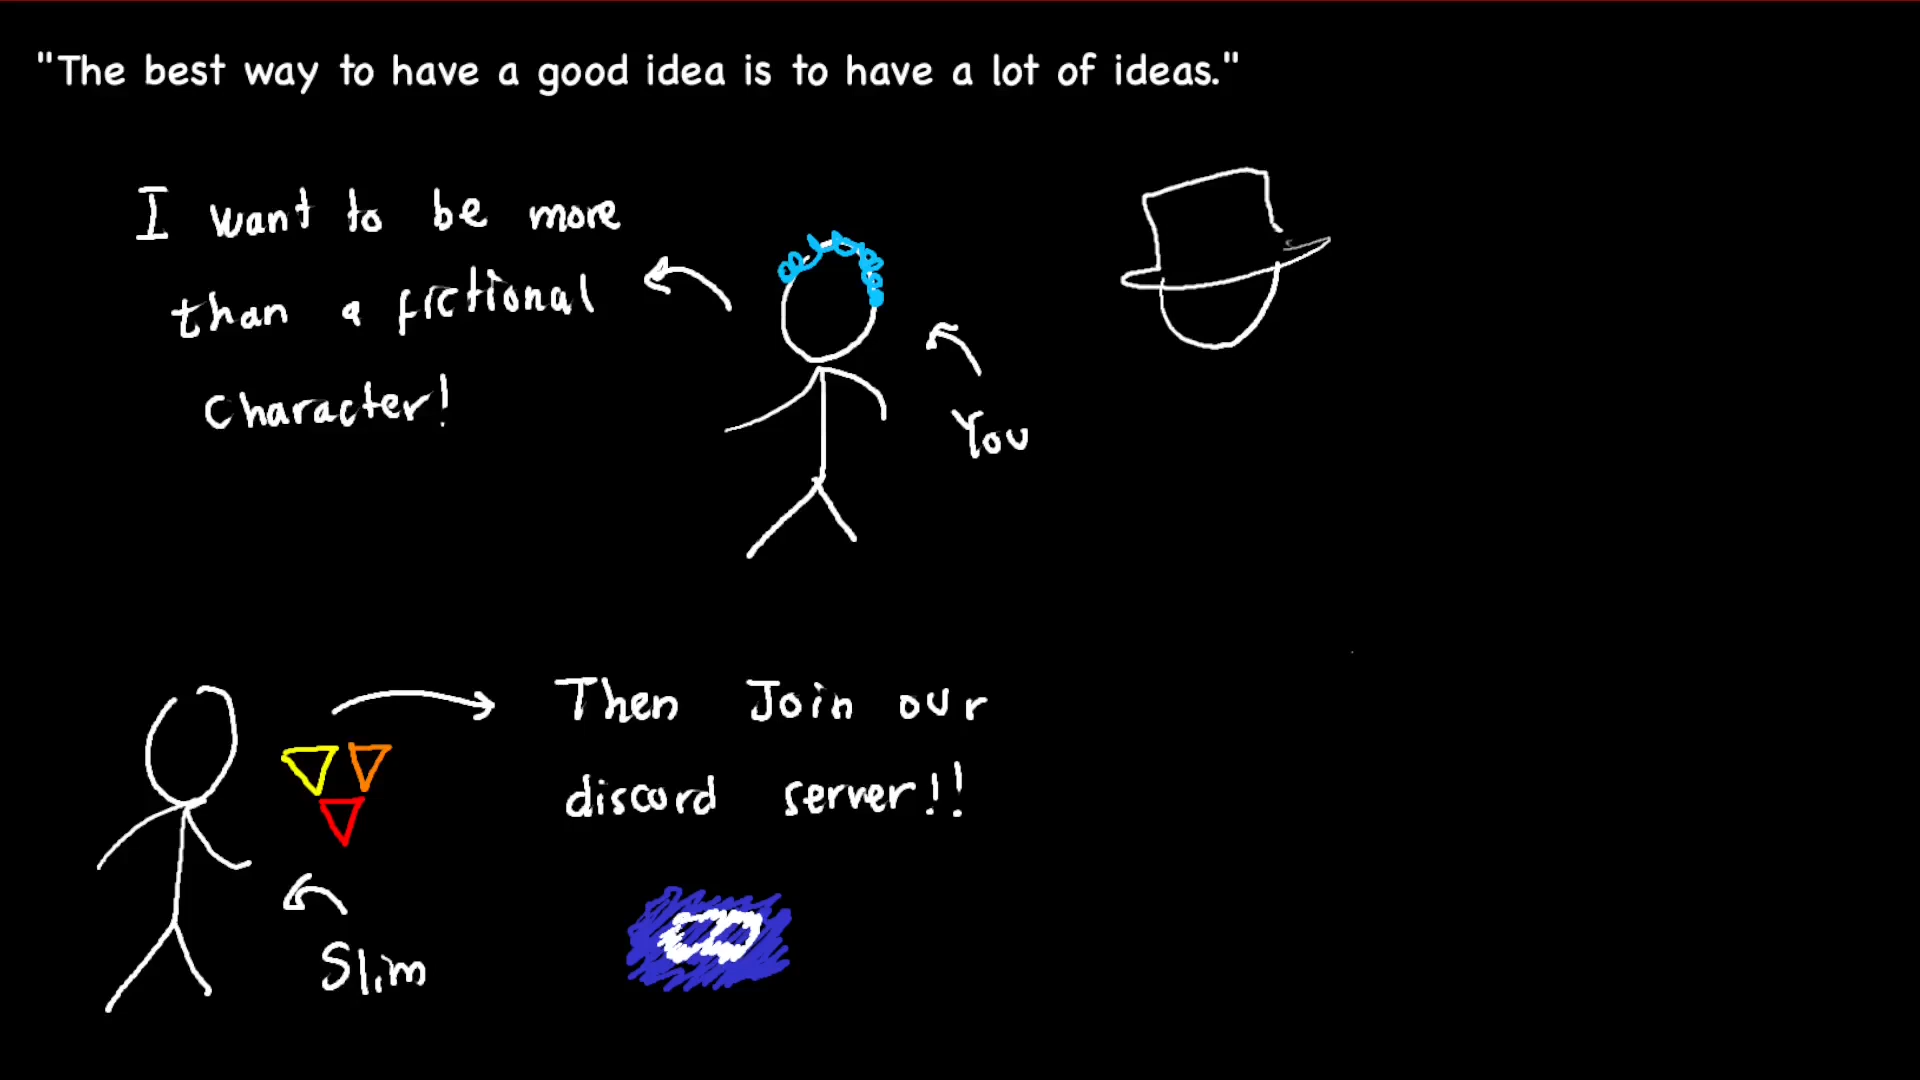 "The best way to have a good idea is to have a lot of ideas."
I want to be more
than a fictional
character!
You
Then Join our
discord server!!
Slim